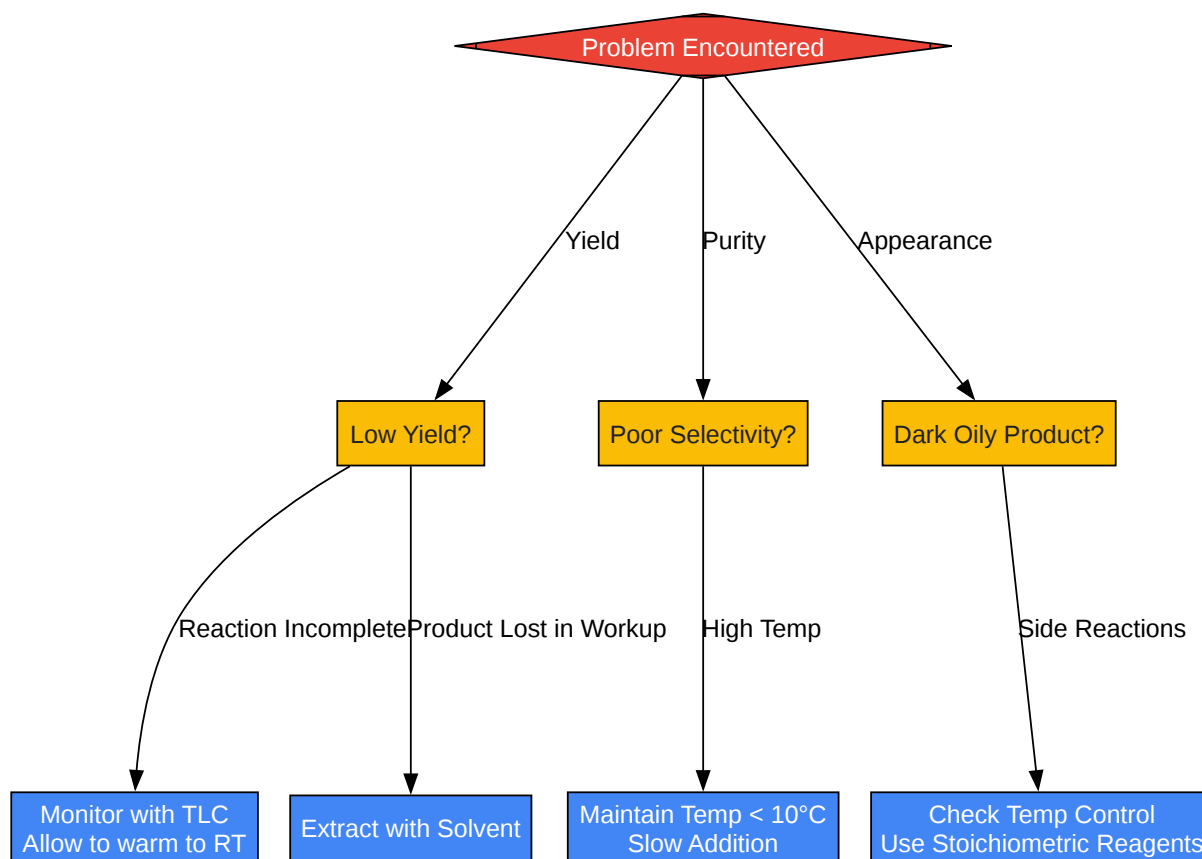 Problem Encountered
Yield
Purity
Appearance
Low Yield?
Poor Selectivity?
Dark Oily Product?
Reaction Incomplete
Product Lost in Workup
High Temp
Side Reactions
Monitor with TLC
Allow to warm to RT
Extract with Solvent
Maintain Temp < 10°C
Slow Addition
Check Temp Control
Use Stoichiometric Reagents